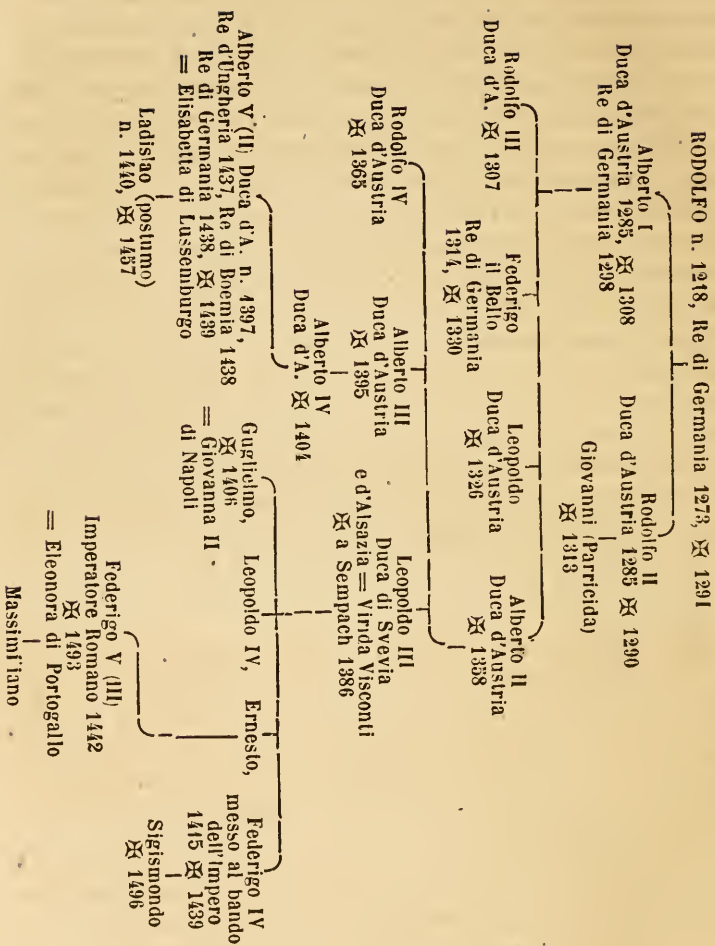 RODOLFO n. 1218, Re di Germania 1273, ✠ 1291
Alberto I
Duca d'Austria 1285, ✠ 1308
Re di Germania 1298
Rodolfo II
Duca d'Austria 1285 ✠ 1290
Giovanni (Parricida)
✠ 1313
Rodolfo III
Duca d'A. ✠ 1307
Federigo
il Bello
Re di Germania
1314, ✠ 1330
Leopoldo
Duca d'Austria
✠ 1326
Alberto II
Duca d'Austria
✠ 1358
Rodolfo IV
Duca d'Austria
✠ 1365
Alberto III
Duca d'Austria
✠ 1395
Leopoldo III
Duca di Svevia
e d'Alsazia = Virida Visconti
✠ a Sempach 1386
Alberto IV
Duca d'A. ✠ 1404
Guglielmo,
✠ 1406
= Giovanna II
di Napoli
Leopoldo IV,
Ernesto,
Federigo IV
messo al bando
dell'Impero
1415 ✠ 1439
Sigismondo
✠ 1496
Alberto V (II) Duca d'A. n. 1397,
Re d'Ungheria 1437, Re di Boemia 1438
Re di Germania 1438, ✠ 1439
= Elisabetta di Lussemburgo
Ladislao (postumo)
n. 1440, ✠ 1457
Federigo V (III)
Imperatore Romano 1442
✠ 1493
= Eleonora di Portogallo
Massimiliano